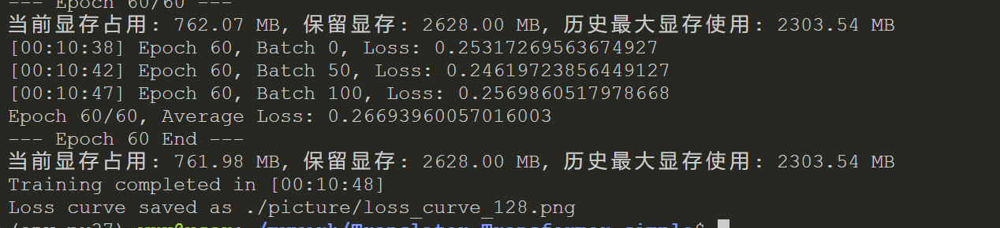 --- Epoch 60/60 ---
当前显存占用: 762.07 MB, 保留显存: 2628.00 MB, 历史最大显存使用: 2303.54 MB
[00:10:38] Epoch 60, Batch 0, Loss: 0.25317269563674927
[00:10:42] Epoch 60, Batch 50, Loss: 0.24619723856449127
[00:10:47] Epoch 60, Batch 100, Loss: 0.2569860517978668
Epoch 60/60, Average Loss: 0.26693960057016003
--- Epoch 60 End ---
当前显存占用: 761.98 MB, 保留显存: 2628.00 MB, 历史最大显存使用: 2303.54 MB
Training completed in [00:10:48]
Loss curve saved as ./picture/loss_curve_128.png